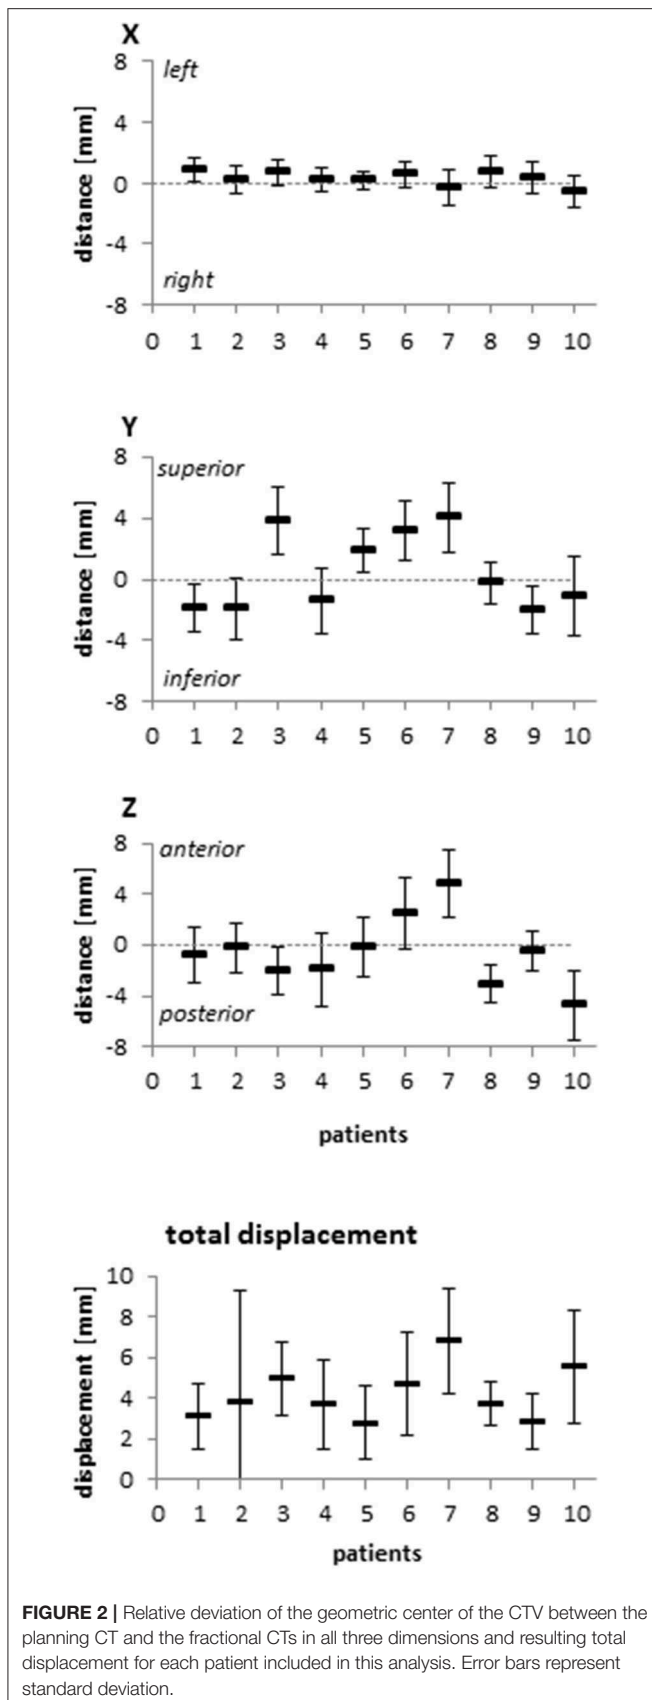 X
8
left
4
0
-4
right
-8
distance [mm]
0 1 2 3 4 5 6 7 8 9 10
Y
8
superior
4
0
-4
inferior
-8
distance [mm]
0 1 2 3 4 5 6 7 8 9 10
Z
8
anterior
4
0
-4
posterior
-8
distance [mm]
0 1 2 3 4 5 6 7 8 9 10
patients
total displacement
10
8
6
4
2
0
displacement [mm]
0 1 2 3 4 5 6 7 8 9 10
patients
FIGURE 2 | Relative deviation of the geometric center of the CTV between the
planning CT and the fractional CTs in all three dimensions and resulting total
displacement for each patient included in this analysis. Error bars represent
standard deviation.